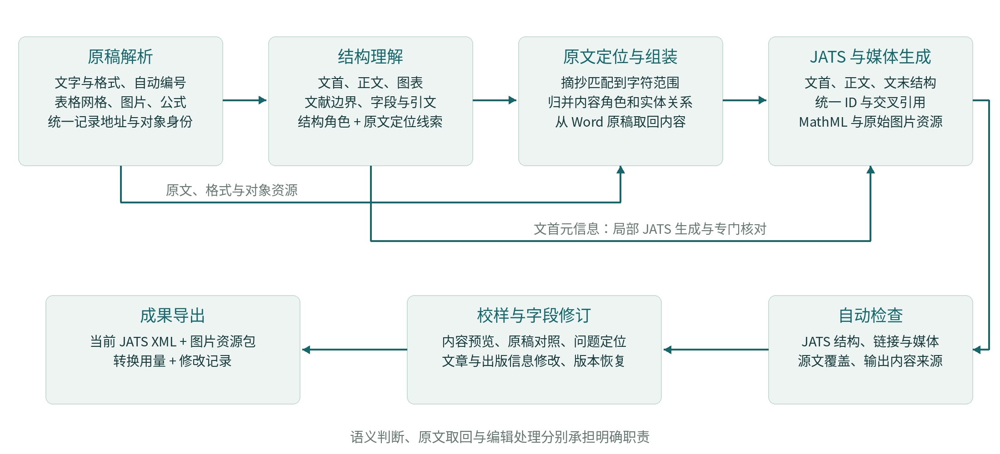 原稿解析
文字与格式、自动编号
表格网格、图片、公式
统一记录地址与对象身份
结构理解
文首、正文、图表
文献边界、字段与引文
结构角色 + 原文定位线索
原文定位与组装
摘抄匹配到字符范围
归并内容角色和实体关系
从 Word 原稿取回内容
JATS 与媒体生成
文首、正文、文末结构
统一 ID 与交叉引用
MathML 与原始图片资源
原文、格式与对象资源
文首元信息：局部 JATS 生成与专门核对
成果导出
当前 JATS XML + 图片资源包
转换用量 + 修改记录
校样与字段修订
内容预览、原稿对照、问题定位
文章与出版信息修改、版本恢复
自动检查
JATS 结构、链接与媒体
源文覆盖、输出内容来源
语义判断、原文取回与编辑处理分别承担明确职责